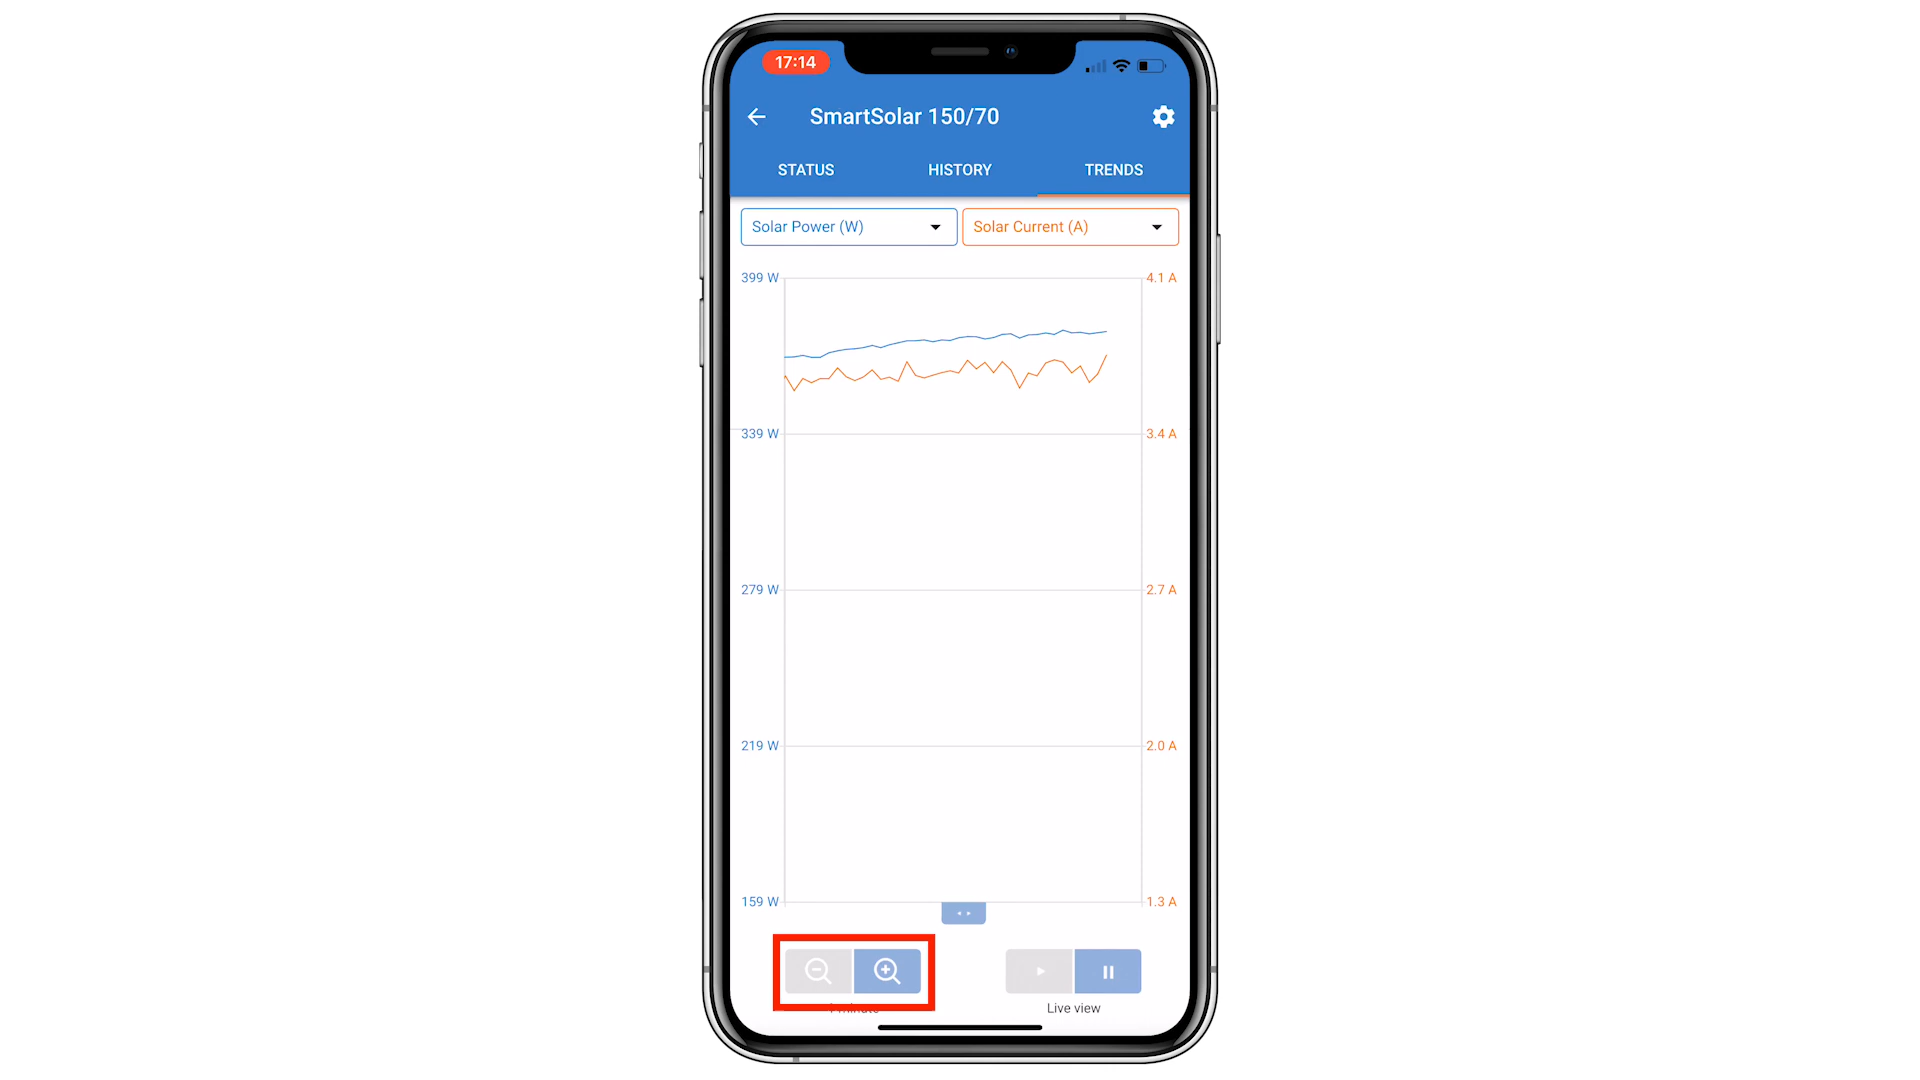 17:14
SmartSolar 150/70
STATUS HISTORY TRENDS
Solar Power (W) Solar Current (A)
399 W 4.1 A
339 W 3.4 A
279 W 2.7 A
219 W 2.0 A
159 W 1.3 A
Live view